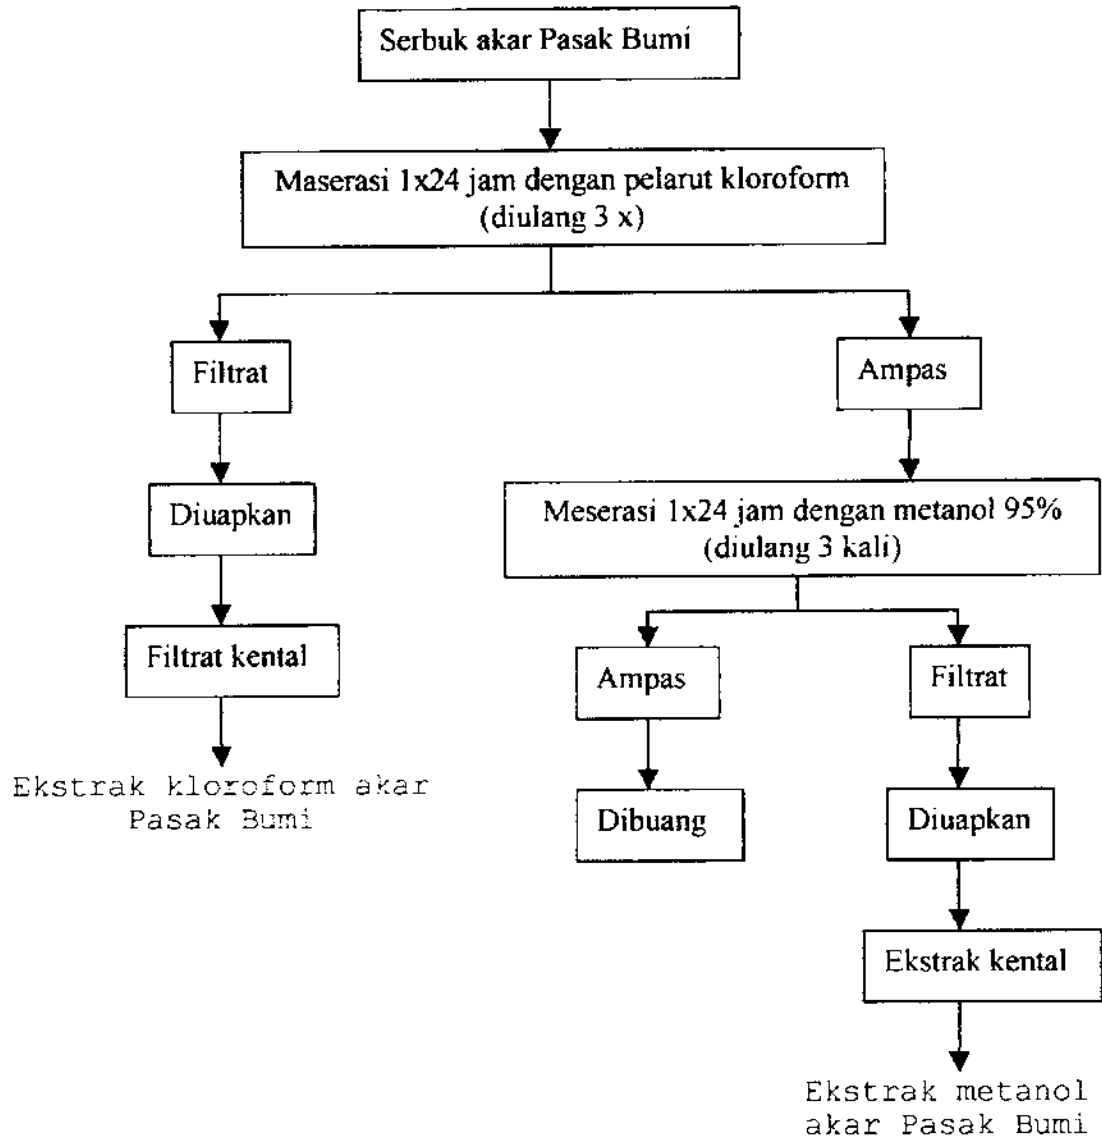 Serbuk akar Pasak Bumi
Maserasi 1x24 jam dengan pelarut kloroform
(diulang 3 x)
Filtrat
Ampas
Diuapkan
Meserasi 1x24 jam dengan metanol 95%
(diulang 3 kali)
Filtrat kental
Ampas
Filtrat
Ekstrak kloroform akar
Pasak Bumi
Dibuang
Diuapkan
Ekstrak kental
Ekstrak metanol
akar Pasak Bumi